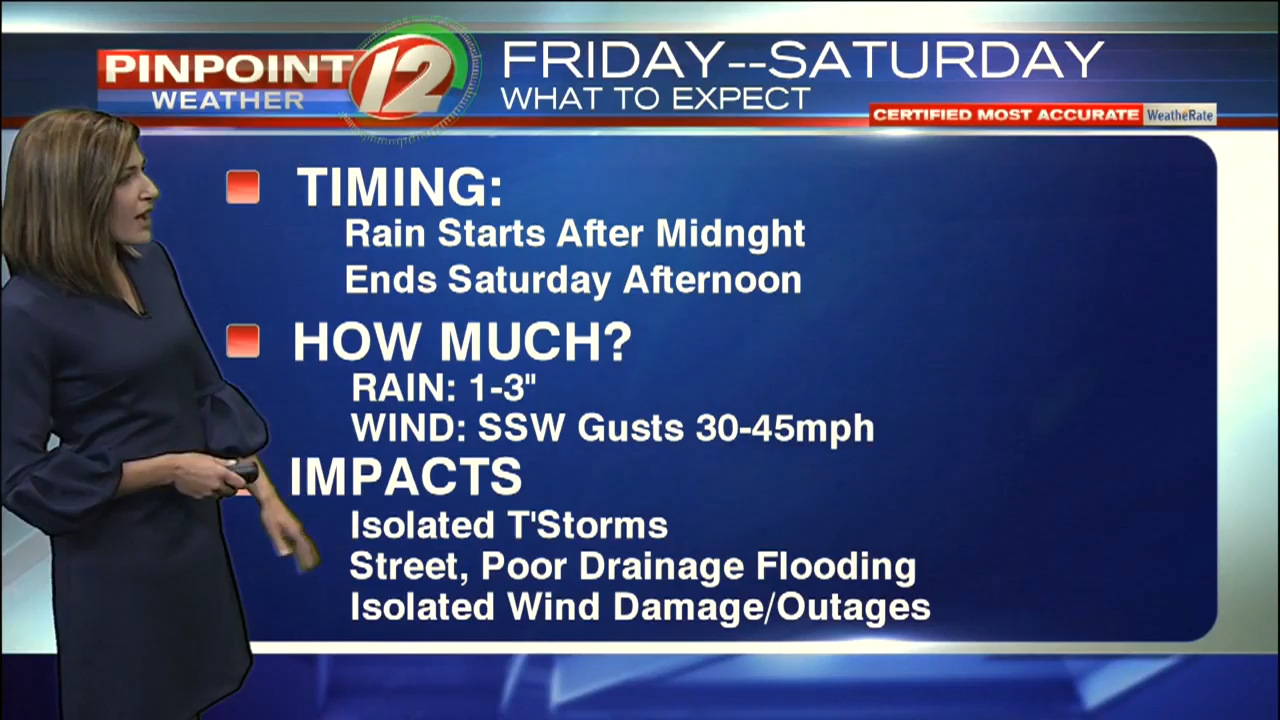 PINPOINT 12
WEATHER
FRIDAY--SATURDAY
WHAT TO EXPECT
CERTIFIED MOST ACCURATE WeatheRate
TIMING:
Rain Starts After Midnght
Ends Saturday Afternoon
HOW MUCH?
RAIN: 1-3"
WIND: SSW Gusts 30-45mph
IMPACTS
Isolated T'Storms
Street, Poor Drainage Flooding
Isolated Wind Damage/Outages